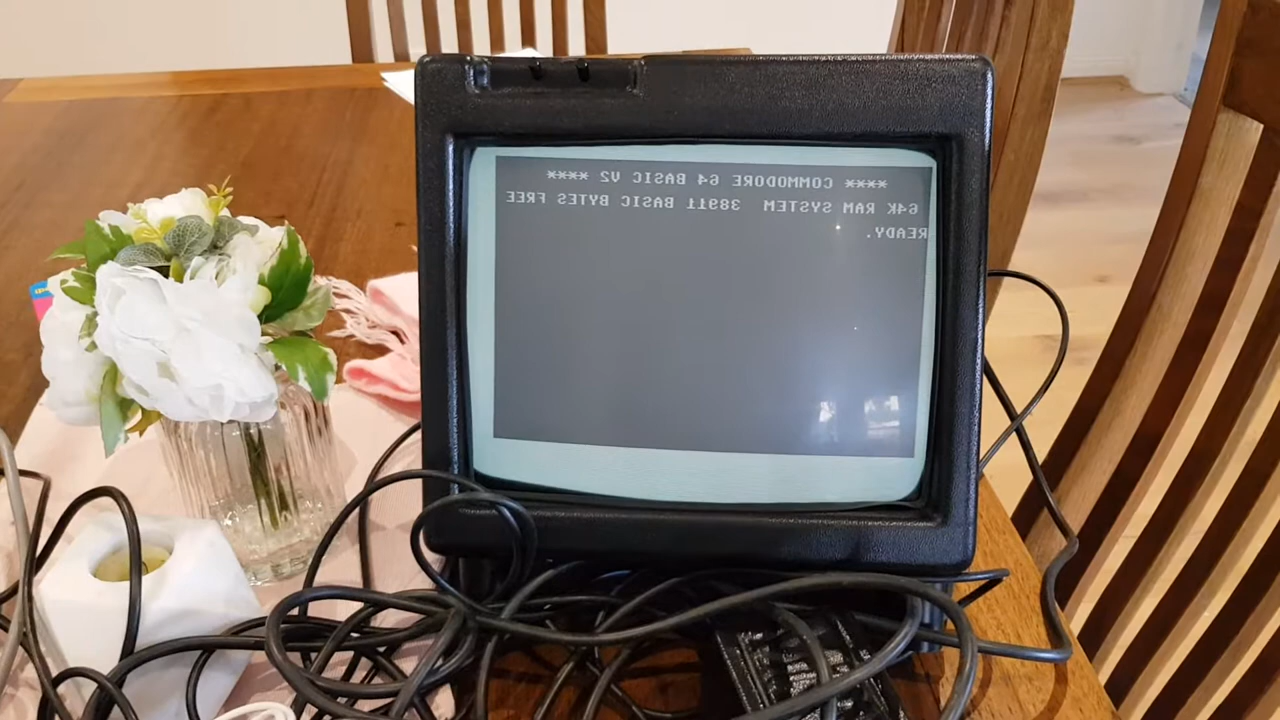 **** COMMODORE 64 BASIC V2 ****
64K RAM SYSTEM 38911 BASIC BYTES FREE
READY.